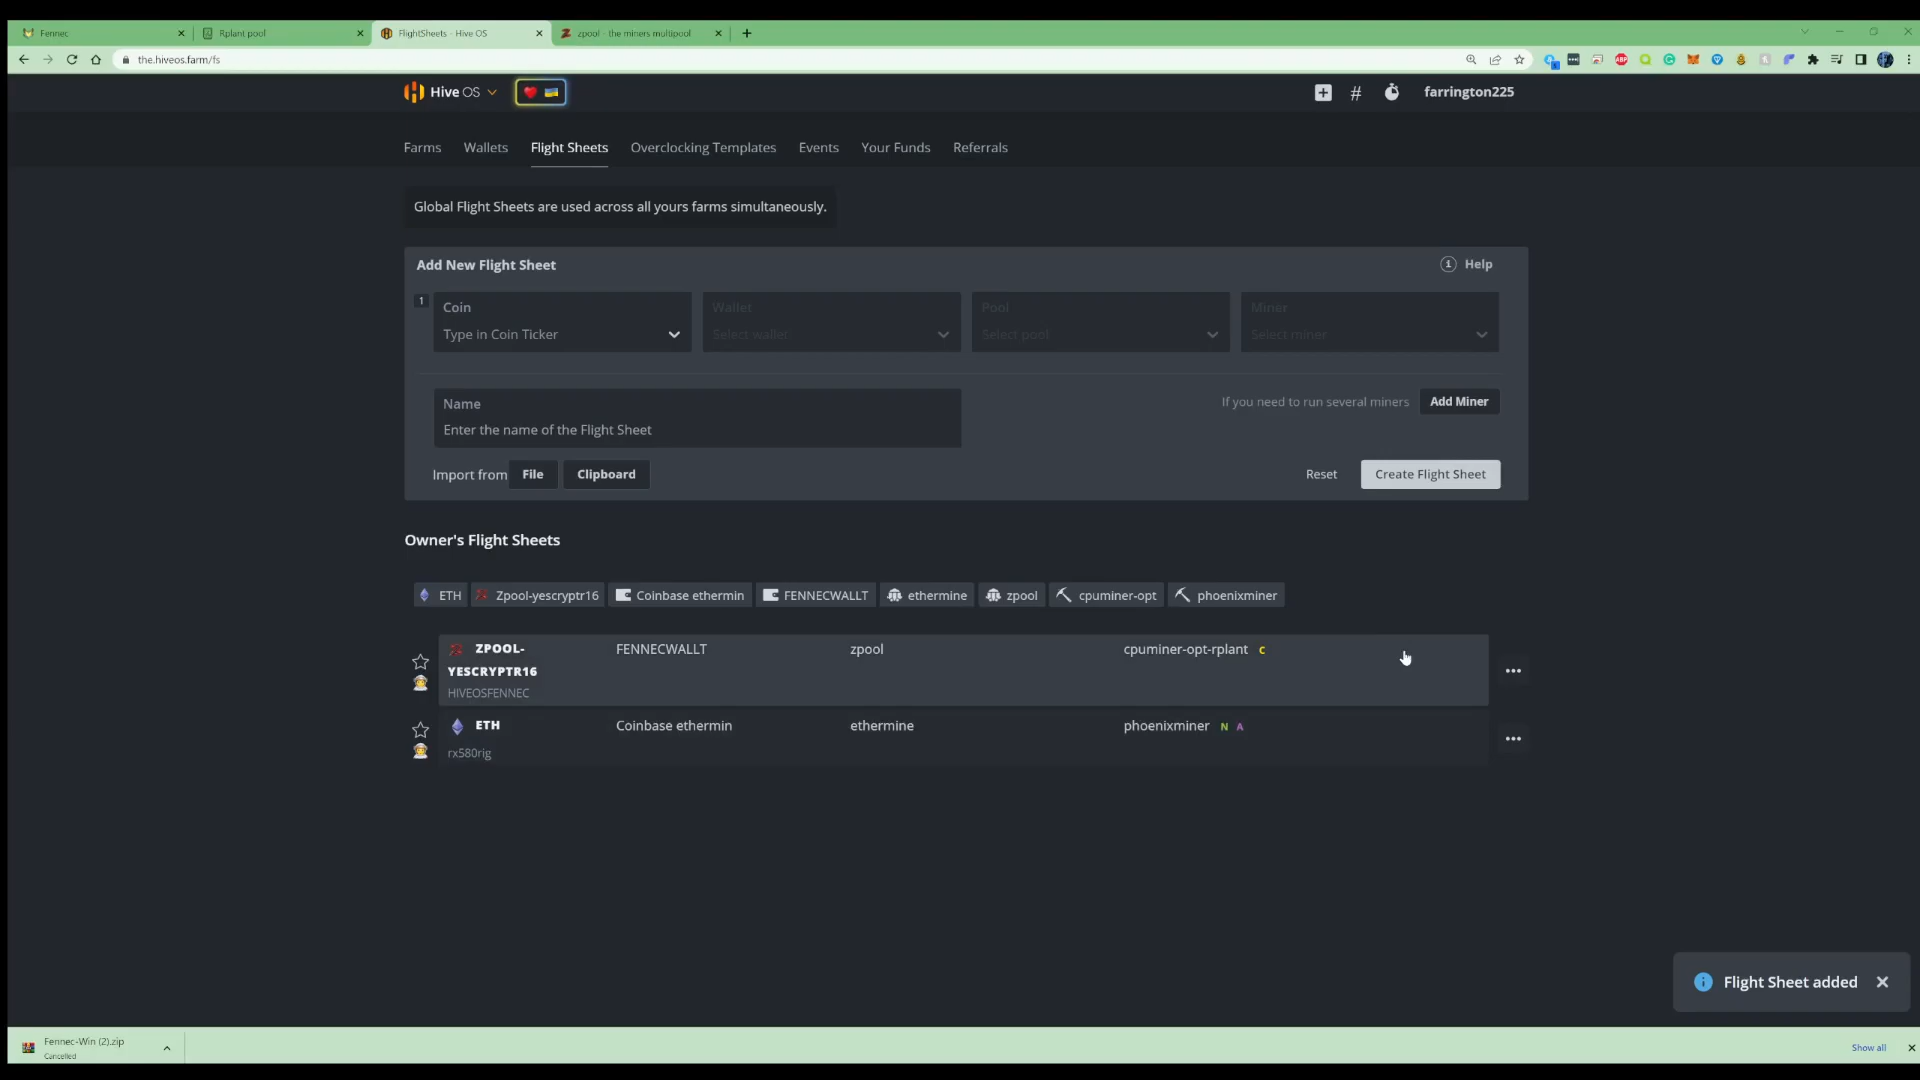 Fennec
Rplant pool
FlightSheets - Hive OS
zpool - the miners multipool
the.hiveos.farm/fs
Hive OS
farrington225
Farms
Wallets
Flight Sheets
Overclocking Templates
Events
Your Funds
Referrals
Global Flight Sheets are used across all yours farms simultaneously.
Add New Flight Sheet
Help
1
Coin
Type in Coin Ticker
Wallet
Select wallet
Pool
Select pool
Miner
Select miner
Name
Enter the name of the Flight Sheet
If you need to run several miners
Add Miner
Import from
File
Clipboard
Reset
Create Flight Sheet
Owner's Flight Sheets
ETH
Zpool-yescryptr16
Coinbase ethermin
FENNECWALLT
ethermine
zpool
cpuminer-opt
phoenixminer
ZPOOL-
YESCRYPTR16
HIVEOSFENNEC
FENNECWALLT
zpool
cpuminer-opt-rplant C
ETH
rx580rig
Coinbase ethermin
ethermine
phoenixminer N A
Flight Sheet added
Fennec-Win (2).zip
Cancelled
Show all